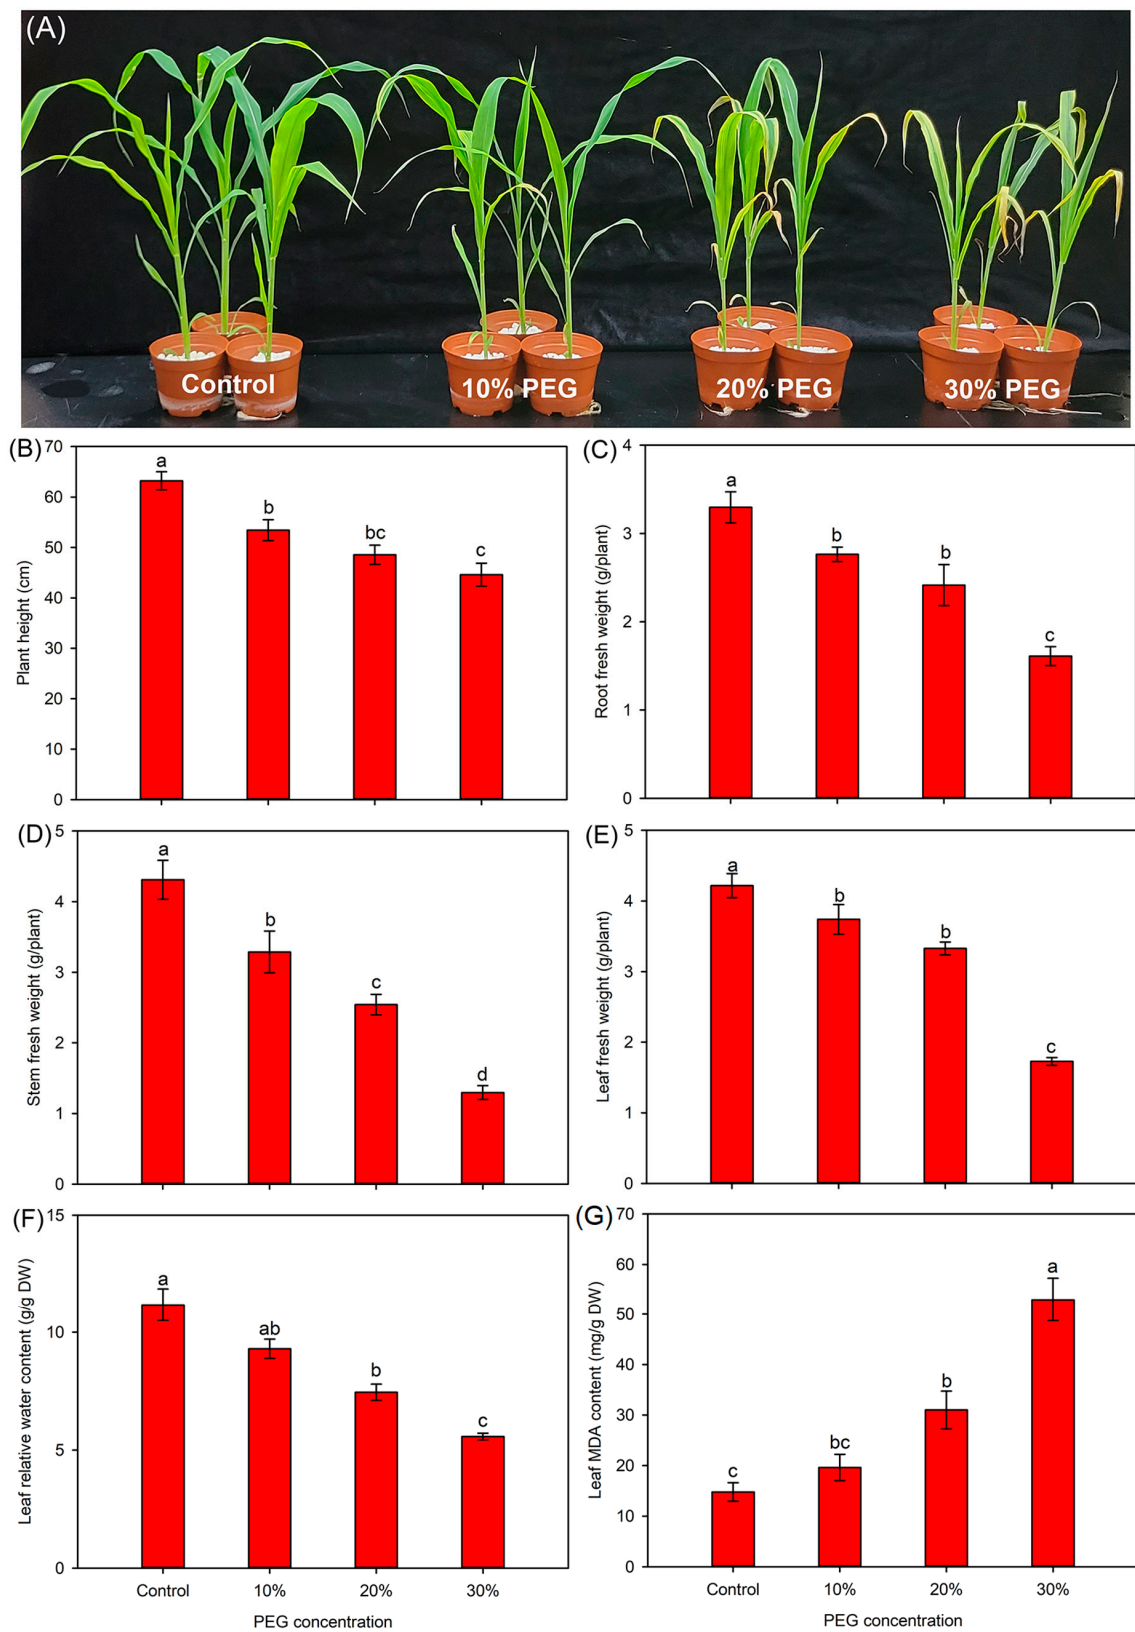 (A)
Control
10% PEG
20% PEG
30% PEG
(B)
70
60
50
40
30
20
10
0
Plant height (cm)
a
b
bc
c
(C)
4
3
2
1
0
Root fresh weight (g/plant)
a
b
b
c
(D)
5
4
3
2
1
0
Stem fresh weight (g/plant)
a
b
c
d
(E)
5
4
3
2
1
0
Leaf fresh weight (g/plant)
a
b
b
c
(F)
15
10
5
0
Leaf relative water content (g/g DW)
a
ab
b
c
Control
10%
20%
30%
PEG concentration
(G)
70
60
50
40
30
20
10
0
Leaf MDA content (mg/g DW)
c
bc
b
a
Control
10%
20%
30%
PEG concentration